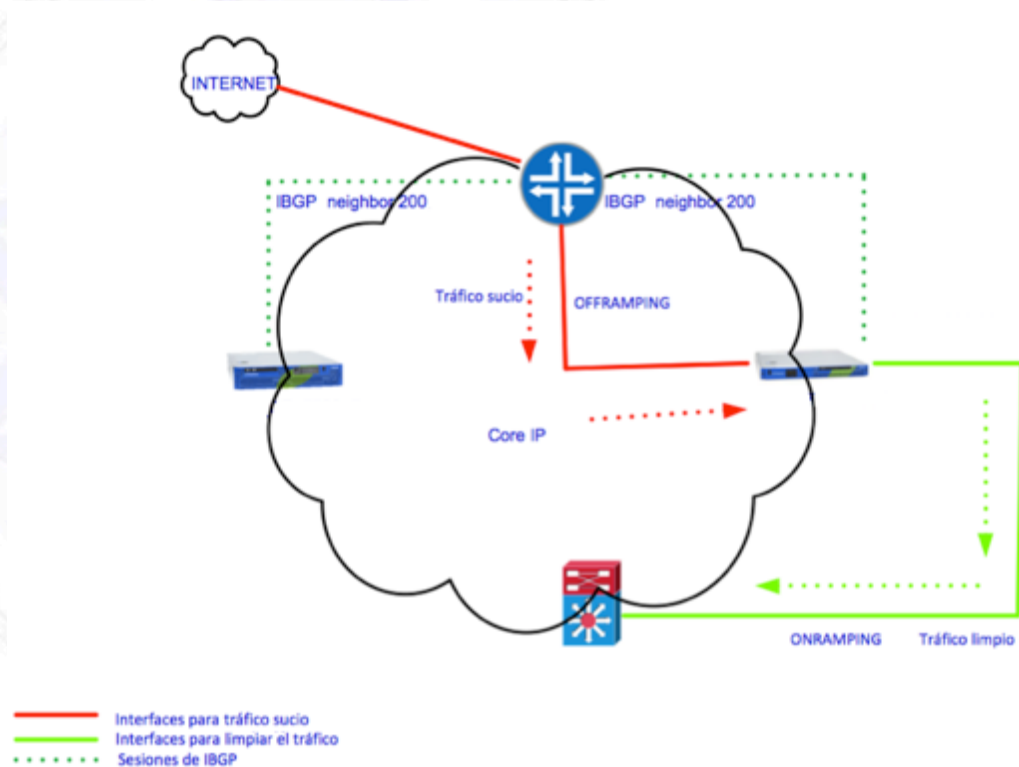 INTERNET
IBGP neighbor 200
IBGP neighbor 200
Tráfico sucio
OFFRAMPING
Core IP
ONRAMPING
Tráfico limpio
Interfaces para tráfico sucio
Interfaces para limpiar el tráfico
Sesiones de IBGP